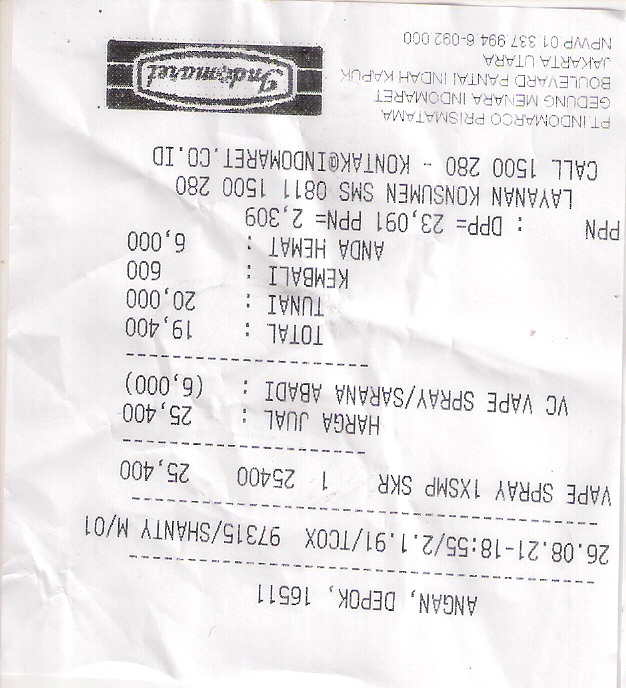 ANGAN, DEPOK, 16511
26.08.21-18:55/2.1.91/TCOX 97315/SHANTY M/01
VAPE SPRAY 1XSMP SKR 1 25400 25,400
HARGA JUAL : 25,400
VC VAPE SPRAY/SARANA ABADI : (6,000)
TOTAL : 19,400
TUNAI : 20,000
KEMBALI : 600
ANDA HEMAT : 6,000
PPN : DPP= 23,091 PPN= 2,309
LAYANAN KONSUMEN SMS 0811 1500 280
CALL 1500 280 - KONTAK@INDOMARET.CO.ID
PT.INDOMARCO PRISMATAMA
GEDUNG MENARA INDOMARET
BOULEVARD PANTAI INDAH KAPUK
JAKARTA UTARA
NPWP 01 337.994.6-092.000
Indomaret